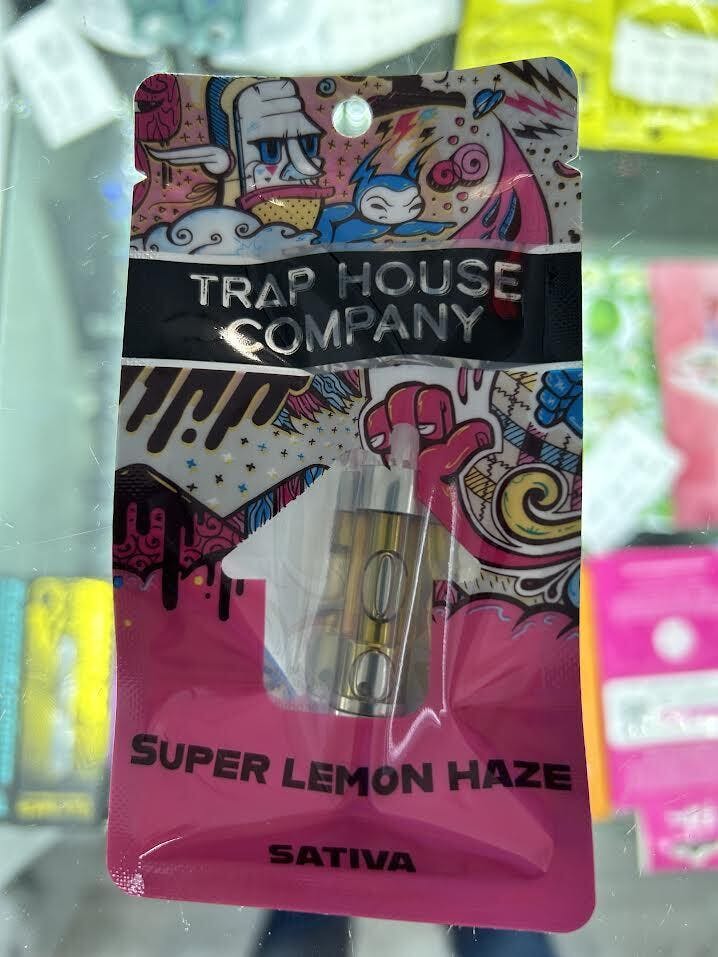 TRAP HOUSE
COMPANY
SUPER LEMON HAZE
SATIVA